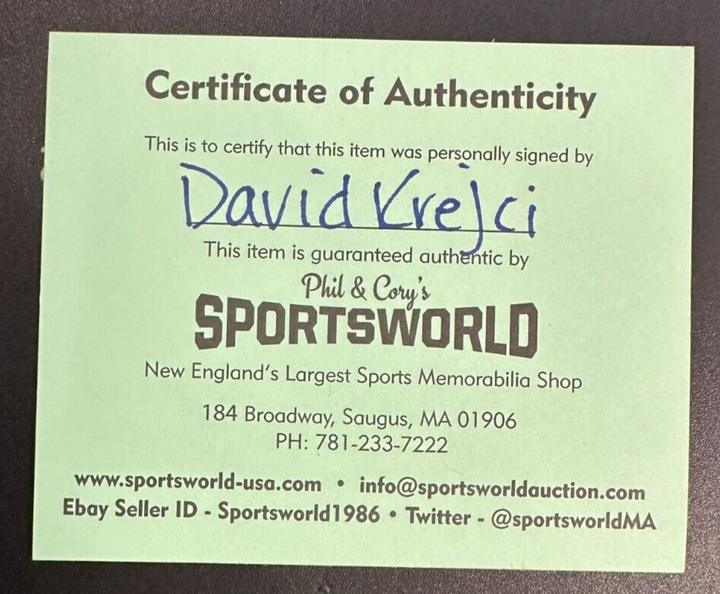 Certificate of Authenticity
This is to certify that this item was personally signed by
David Krejci
This item is guaranteed authentic by
Phil & Cory's
SPORTSWORLD
New England's Largest Sports Memorabilia Shop
184 Broadway, Saugus, MA 01906
PH: 781-233-7222
www.sportsworld-usa.com • info@sportsworldauction.com
Ebay Seller ID - Sportsworld1986 • Twitter - @sportsworldMA